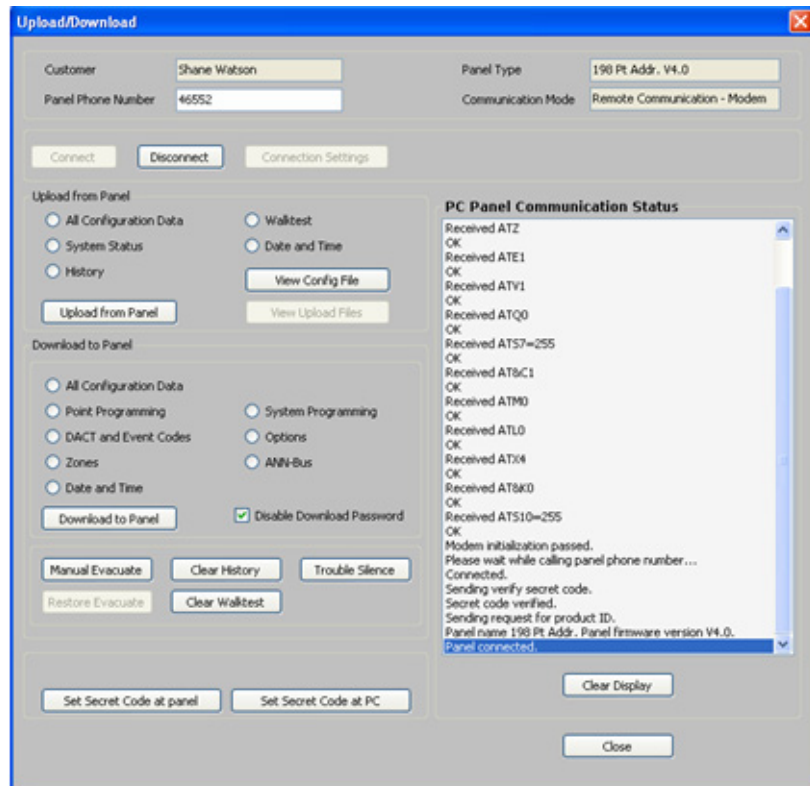 Upload/Download
Customer
Shane Watson
Panel Type
198 Pt Addr. V4.0
Panel Phone Number
46552
Communication Mode
Remote Communication - Modem
Connect
Disconnect
Connection Settings
Upload from Panel
All Configuration Data
Walktest
System Status
Date and Time
History
View Config File
Upload from Panel
View Upload Files
Download to Panel
All Configuration Data
Point Programming
System Programming
DACT and Event Codes
Options
Zones
ANN-Bus
Date and Time
Download to Panel
Disable Download Password
Manual Evacuate
Clear History
Trouble Silence
Restore Evacuate
Clear Walktest
Set Secret Code at panel
Set Secret Code at PC
PC Panel Communication Status
Received ATZ
OK
Received ATE1
OK
Received ATV1
OK
Received ATQ0
OK
Received ATS7=255
OK
Received AT&C1
OK
Received ATM0
OK
Received ATL0
OK
Received ATX4
OK
Received AT&K0
OK
Received ATS10=255
OK
Modem initialization passed.
Please wait while calling panel phone number...
Connected.
Sending verify secret code.
Secret code verified.
Sending request for product ID.
Panel name 198 Pt Addr. Panel firmware version V4.0.
Panel connected.
Clear Display
Close